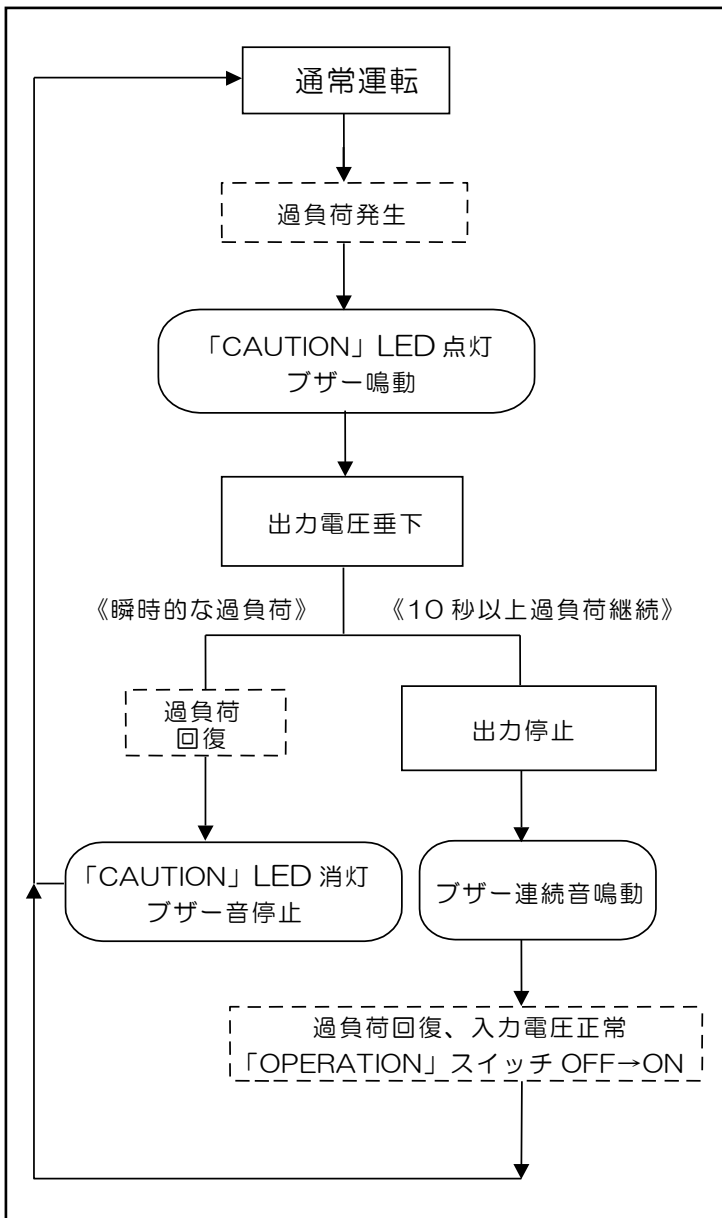 通常運転
過負荷発生
「CAUTION」LED 点灯
ブザー鳴動
出力電圧垂下
《瞬時的な過負荷》
《10 秒以上過負荷継続》
過負荷
回復
出力停止
「CAUTION」LED 消灯
ブザー音停止
ブザー連続音鳴動
過負荷回復、入力電圧正常
「OPERATION」スイッチ OFF→ON